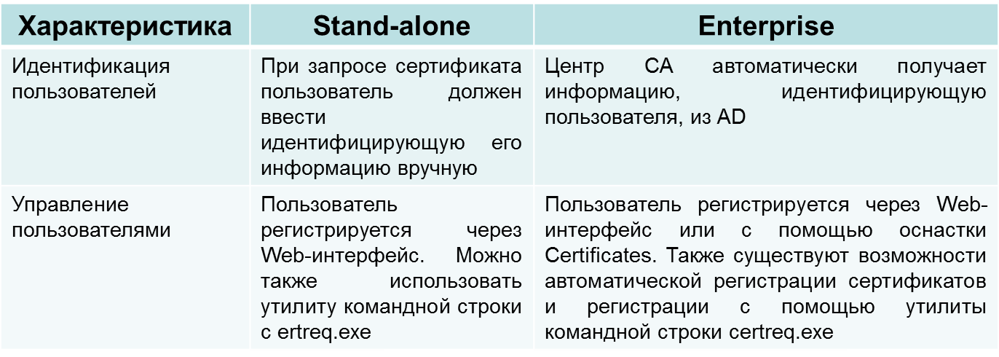 Характеристика
Stand-alone
Enterprise
Идентификация
пользователей
При запросе сертификата
пользователь должен
ввести
идентифицирующую его
информацию вручную
Центр СА автоматически получает
информацию, идентифицирующую
пользователя, из AD
Управление
пользователями
Пользователь
регистрируется через
Web-интерфейс. Можно
также использовать
утилиту командной строки
с ertreq.exe
Пользователь регистрируется через Web-
интерфейс или с помощью оснастки
Certificates. Также существуют возможности
автоматической регистрации сертификатов
и регистрации с помощью утилиты
командной строки certreq.exe